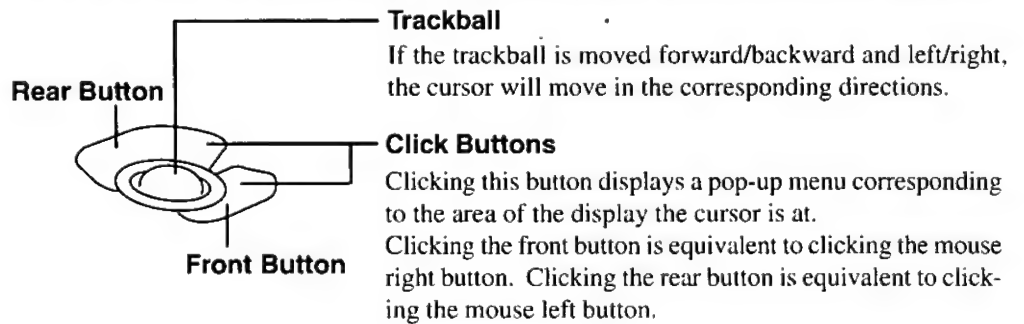 Trackball
If the trackball is moved forward/backward and left/right,
the cursor will move in the corresponding directions.
Rear Button
Click Buttons
Clicking this button displays a pop-up menu corresponding
to the area of the display the cursor is at.
Clicking the front button is equivalent to clicking the mouse
right button. Clicking the rear button is equivalent to click-
ing the mouse left button.
Front Button